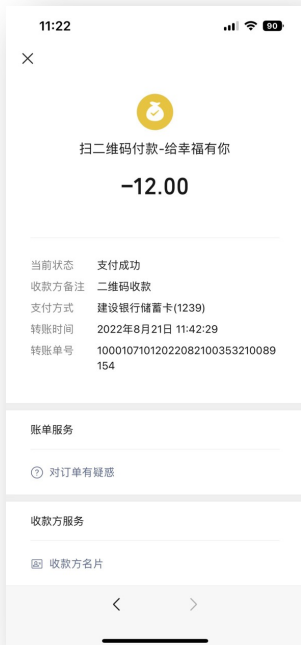 11:22
90
扫二维码付款-给幸福有你
-12.00
当前状态 支付成功
收款方备注 二维码收款
支付方式 建设银行储蓄卡(1239)
转账时间 2022年8月21日 11:42:29
转账单号 10001071012022082100353210089
154
账单服务
对订单有疑惑
收款方服务
收款方名片